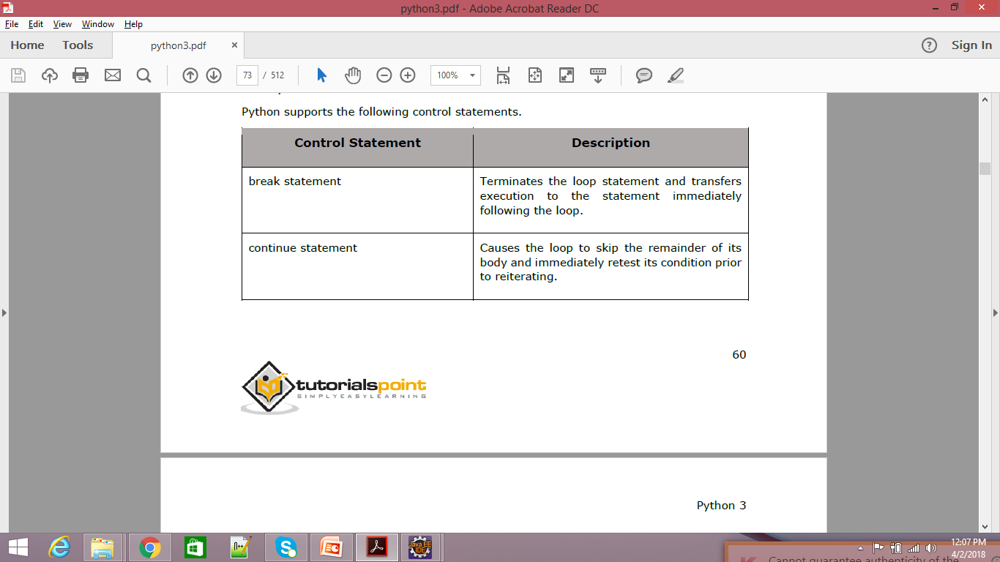 python3.pdf - Adobe Acrobat Reader DC
File Edit View Window Help
Home Tools python3.pdf × ? Sign In
73 / 512 100%
Python supports the following control statements.
Control Statement Description
break statement
Terminates the loop statement and transfers
execution to the statement immediately
following the loop.
continue statement
Causes the loop to skip the remainder of its
body and immediately retest its condition prior
to reiterating.
60
tutorialspoint
SIMPLYEASYLEARNING
Python 3
Java EE
IDE
12:07 PM
4/2/2018
Cannot guarantee authenticity of the